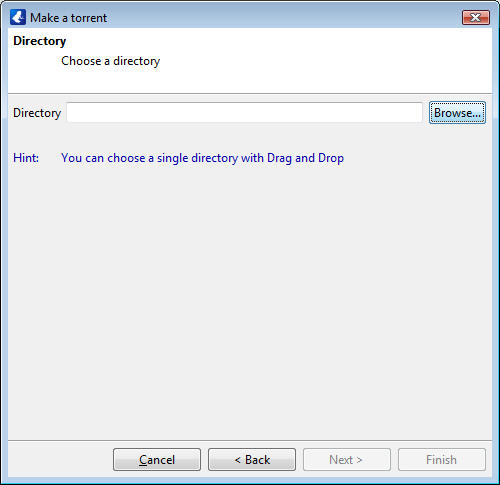 Make a torrent
Directory
Choose a directory
Directory
Browse...
Hint: You can choose a single directory with Drag and Drop
Cancel
< Back
Next >
Finish